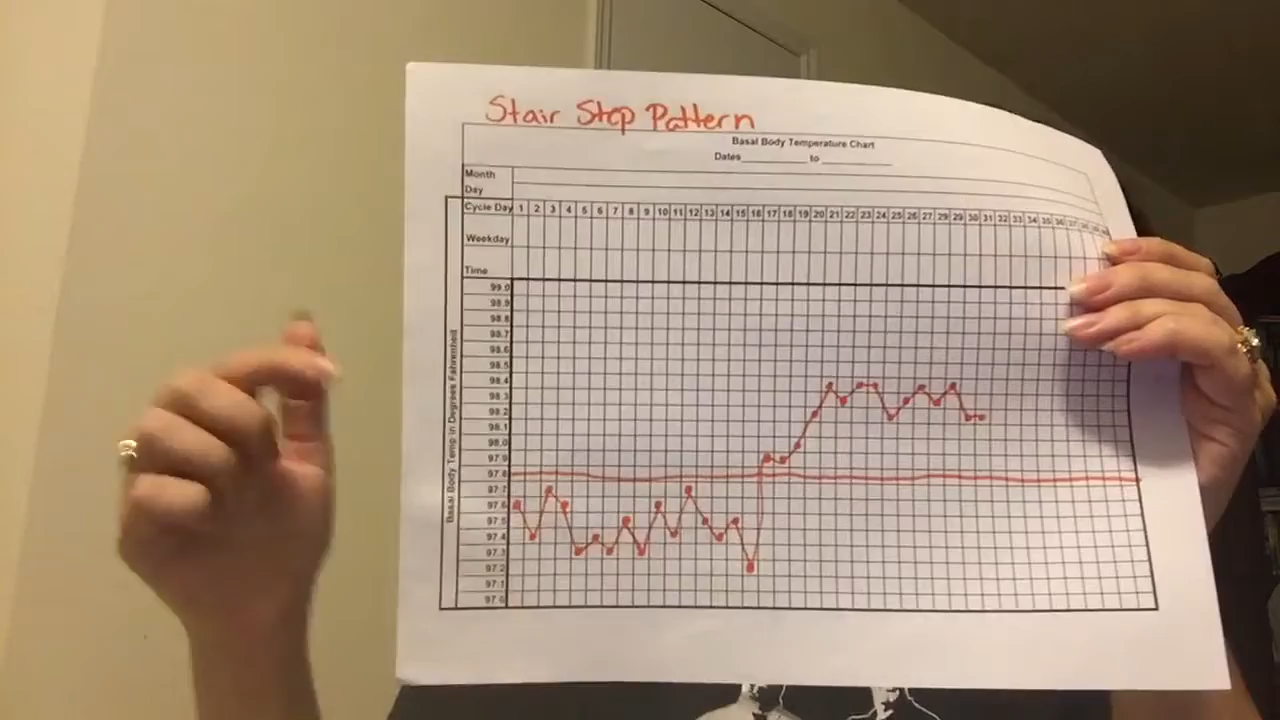 Stair Step Pattern
Basal Body Temperature Chart
Dates__________ to ___________
Month
Day
Cycle Day 1 2 3 4 5 6 7 8 9 10 11 12 13 14 15 16 17 18 19 20 21 22 23 24 25 26 27 28 29 30 31 32 33 34 35 36 37 38 39
Weekday
Time
99.0
98.9
98.8
98.7
98.6
98.5
98.4
98.3
98.2
98.1
98.0
97.9
97.8
97.7
97.6
97.5
97.4
97.3
97.2
97.1
97.0
Basal Body Temp in Degrees Fahrenheit